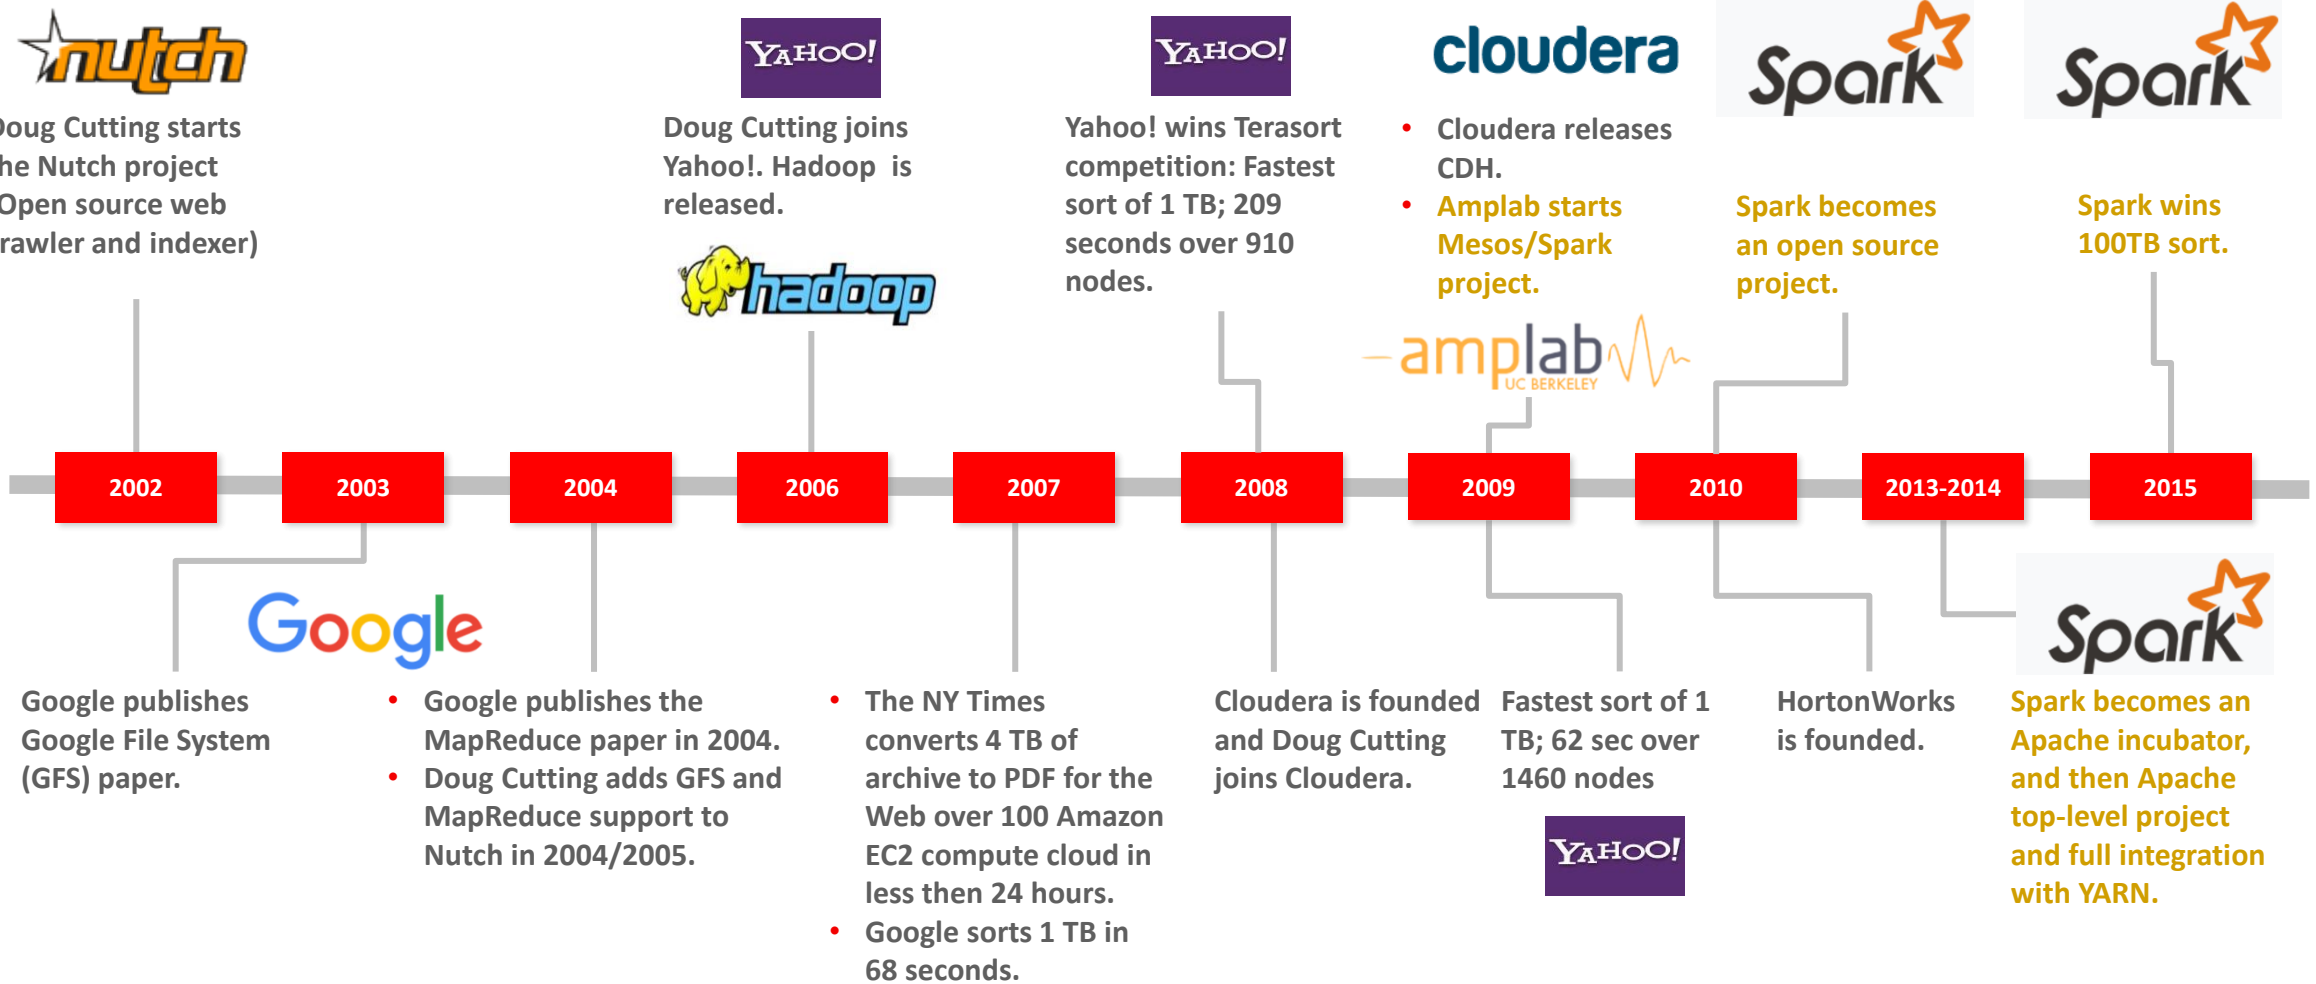 nutch
YAHOO!
YAHOO!
cloudera
Spark
Spark
Doug Cutting starts
the Nutch project
Open source web
crawler and indexer)
Doug Cutting joins
Yahoo!. Hadoop is
released.
hadoop
Yahoo! wins Terasort
competition: Fastest
sort of 1 TB; 209
seconds over 910
nodes.
• Cloudera releases
CDH.
• Amplab starts
Mesos/Spark
project.
amplab
UC BERKELEY
Spark becomes
an open source
project.
Spark wins
100TB sort.
2002
2003
2004
2006
2007
2008
2009
2010
2013-2014
2015
Google
Google publishes
Google File System
(GFS) paper.
• Google publishes the
MapReduce paper in 2004.
• Doug Cutting adds GFS and
MapReduce support to
Nutch in 2004/2005.
• The NY Times
converts 4 TB of
archive to PDF for the
Web over 100 Amazon
EC2 compute cloud in
less then 24 hours.
• Google sorts 1 TB in
68 seconds.
Cloudera is founded
and Doug Cutting
joins Cloudera.
Fastest sort of 1
TB; 62 sec over
1460 nodes
YAHOO!
HortonWorks
is founded.
Spark
Spark becomes an
Apache incubator,
and then Apache
top-level project
and full integration
with YARN.